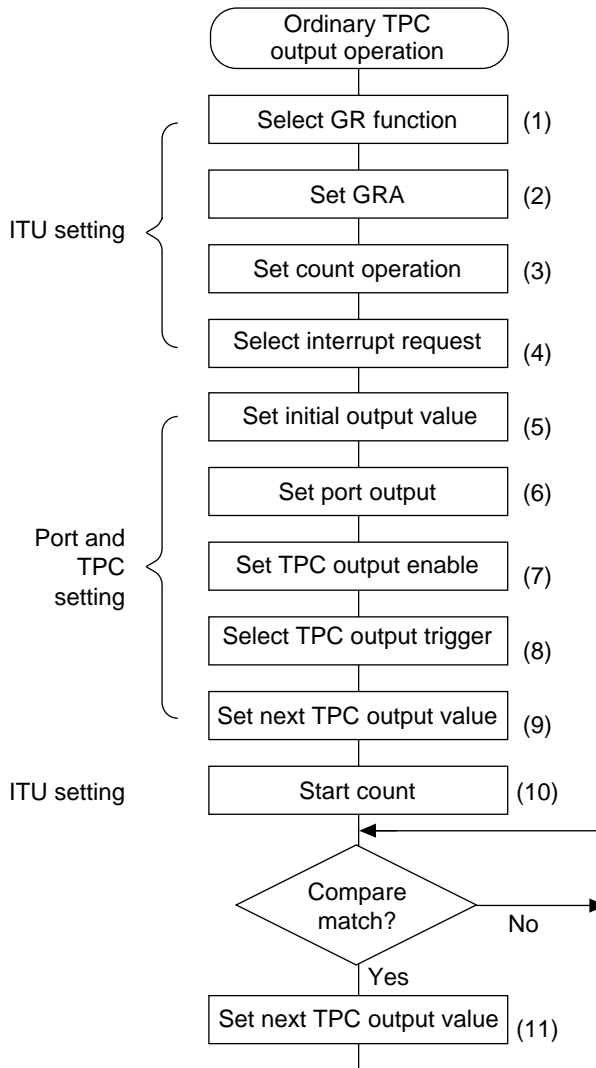 Ordinary TPC
output operation
Select GR function
(1)
Set GRA
(2)
ITU setting
Set count operation
(3)
Select interrupt request
(4)
Set initial output value
(5)
Set port output
(6)
Port and
TPC
setting
Set TPC output enable
(7)
Select TPC output trigger
(8)
Set next TPC output value
(9)
ITU setting
Start count
(10)
Compare
match?
No
Yes
Set next TPC output value
(11)